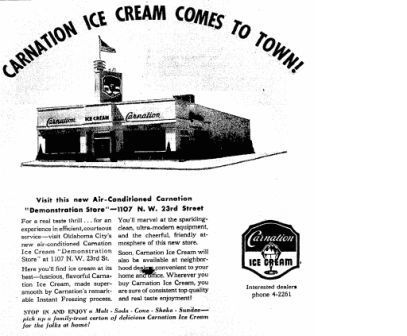 CARNATION ICE CREAM COMES TO TOWN!
Carnation ICE CREAM Carnation
Visit this new Air-Conditioned Carnation
"Demonstration Store"—1107 N. W. 23rd Street
For a real taste thrill . . . for an
experience in efficient, courteous
service—visit Oklahoma City's
new air-conditioned Carnation
Ice Cream "Demonstration
Store" at 1107 N. W. 23rd St.
Here you'll find ice cream at its
best—luscious, flavorful Carna-
tion Ice Cream, made super-
smooth by Carnation's remark-
able Instant Freezing process.
You'll marvel at the sparkling-
clean, ultra-modern equipment,
and the cheerful, friendly at-
mosphere of this new store.
Soon, Carnation Ice Cream will
also be available at neighbor-
hood dealers convenient to your
home and office. Wherever you
buy Carnation Ice Cream, you
are sure of consistent top quality
and real taste enjoyment!
STOP IN AND ENJOY a Malt - Soda - Cone - Shake - Sundae—
pick up a family-treat carton of delicious Carnation Ice Cream
for the folks at home!
Carnation
ICE CREAM
Interested dealers
phone 4-2261